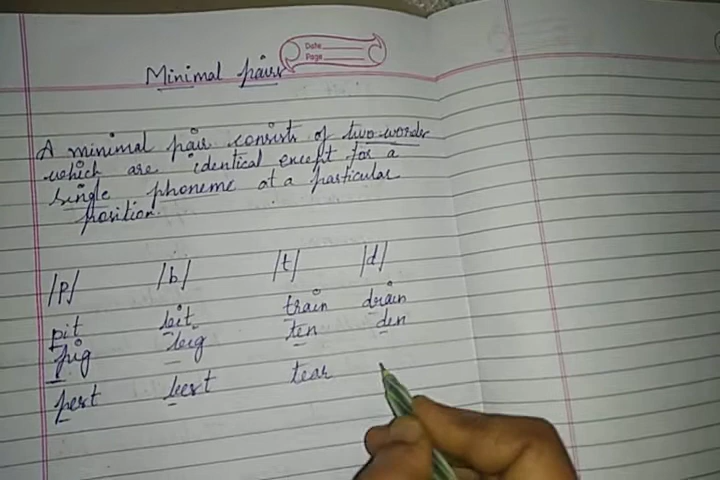 Date
Page
Minimal pairs
A minimal pair consists of two words
which are identical except for a
single phoneme at a particular
position.
/p/ /b/ /t/ /d/
pit bit train drain
pig big ten den
pest best tear